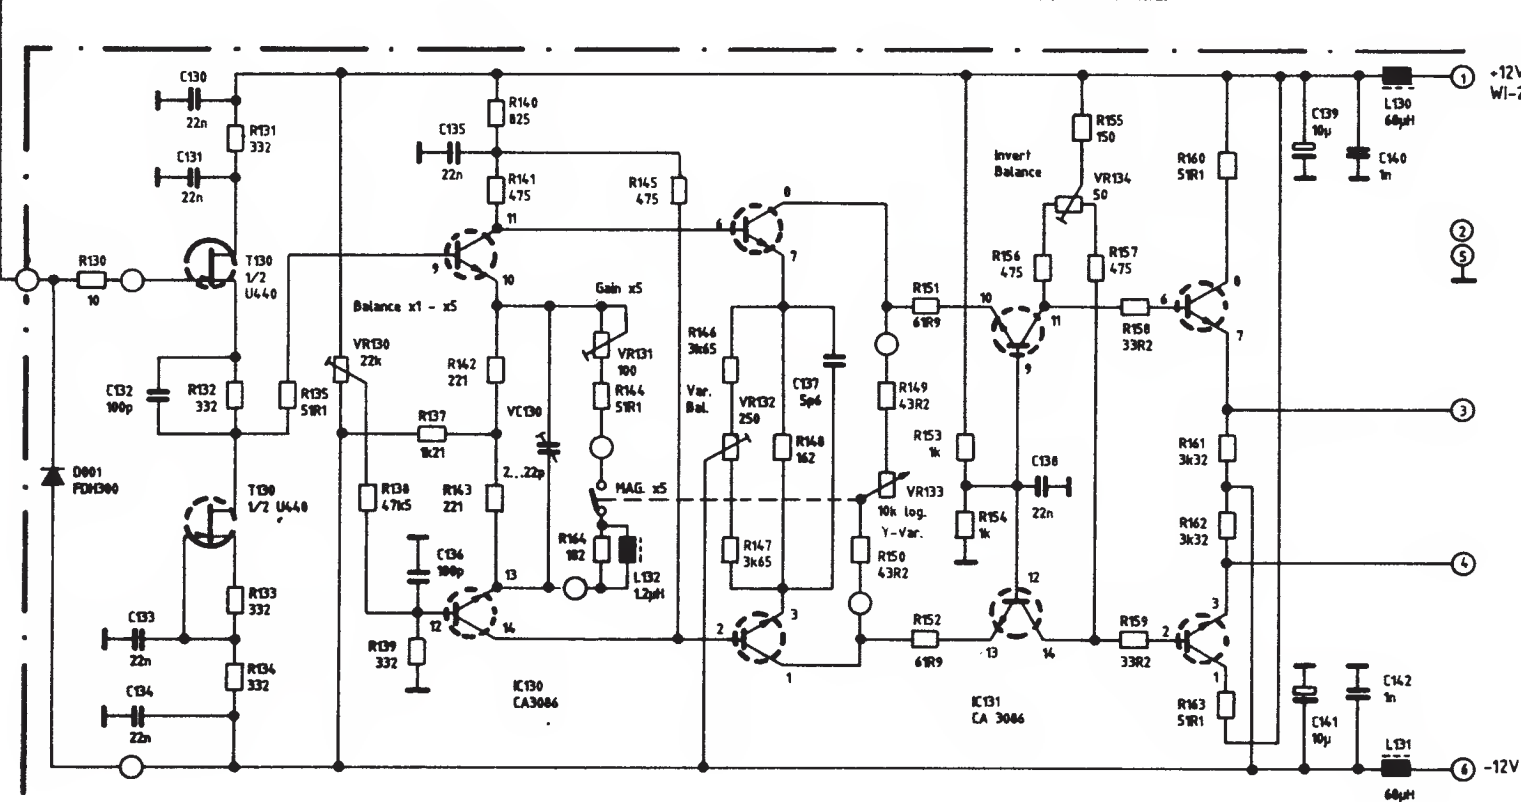 +12V
WI-2
1
L130
68µH
C130
22n
R131
332
C131
22n
R130
10
T130
1/2
U440
C132
100p
R132
332
R135
51R1
D001
FDH300
T130
1/2 U440
R133
332
C133
22n
R134
332
C134
22n
R140
825
C135
22n
R141
475
R145
475
11
9
10
Balance x1 - x5
VR130
22k
R142
221
R137
1k21
VC130
2...22p
R138
47k5
R143
221
C136
100p
13
12
14
R139
332
IC130
CA3086
Gain x5
VR131
100
R144
51R1
MAG. x5
R164
182
L132
1.2µH
8
6
7
R146
3k65
Var.
Bal.
VR132
250
C137
5p6
R148
162
R147
3k65
3
2
1
R151
61R9
R149
43R2
VR133
10k log.
Y-Var.
R150
43R2
R152
61R9
Invert
Balance
R155
150
VR134
50
R156
475
R157
475
10
11
9
R153
1k
C138
22n
R154
1k
12
13
14
IC131
CA 3086
R158
33R2
R159
33R2
R160
51R1
8
6
7
R161
3k32
R162
3k32
3
2
1
R163
51R1
C139
10µ
C140
1n
2
5
3
4
C141
10µ
C142
1n
L131
68µH
6
-12V